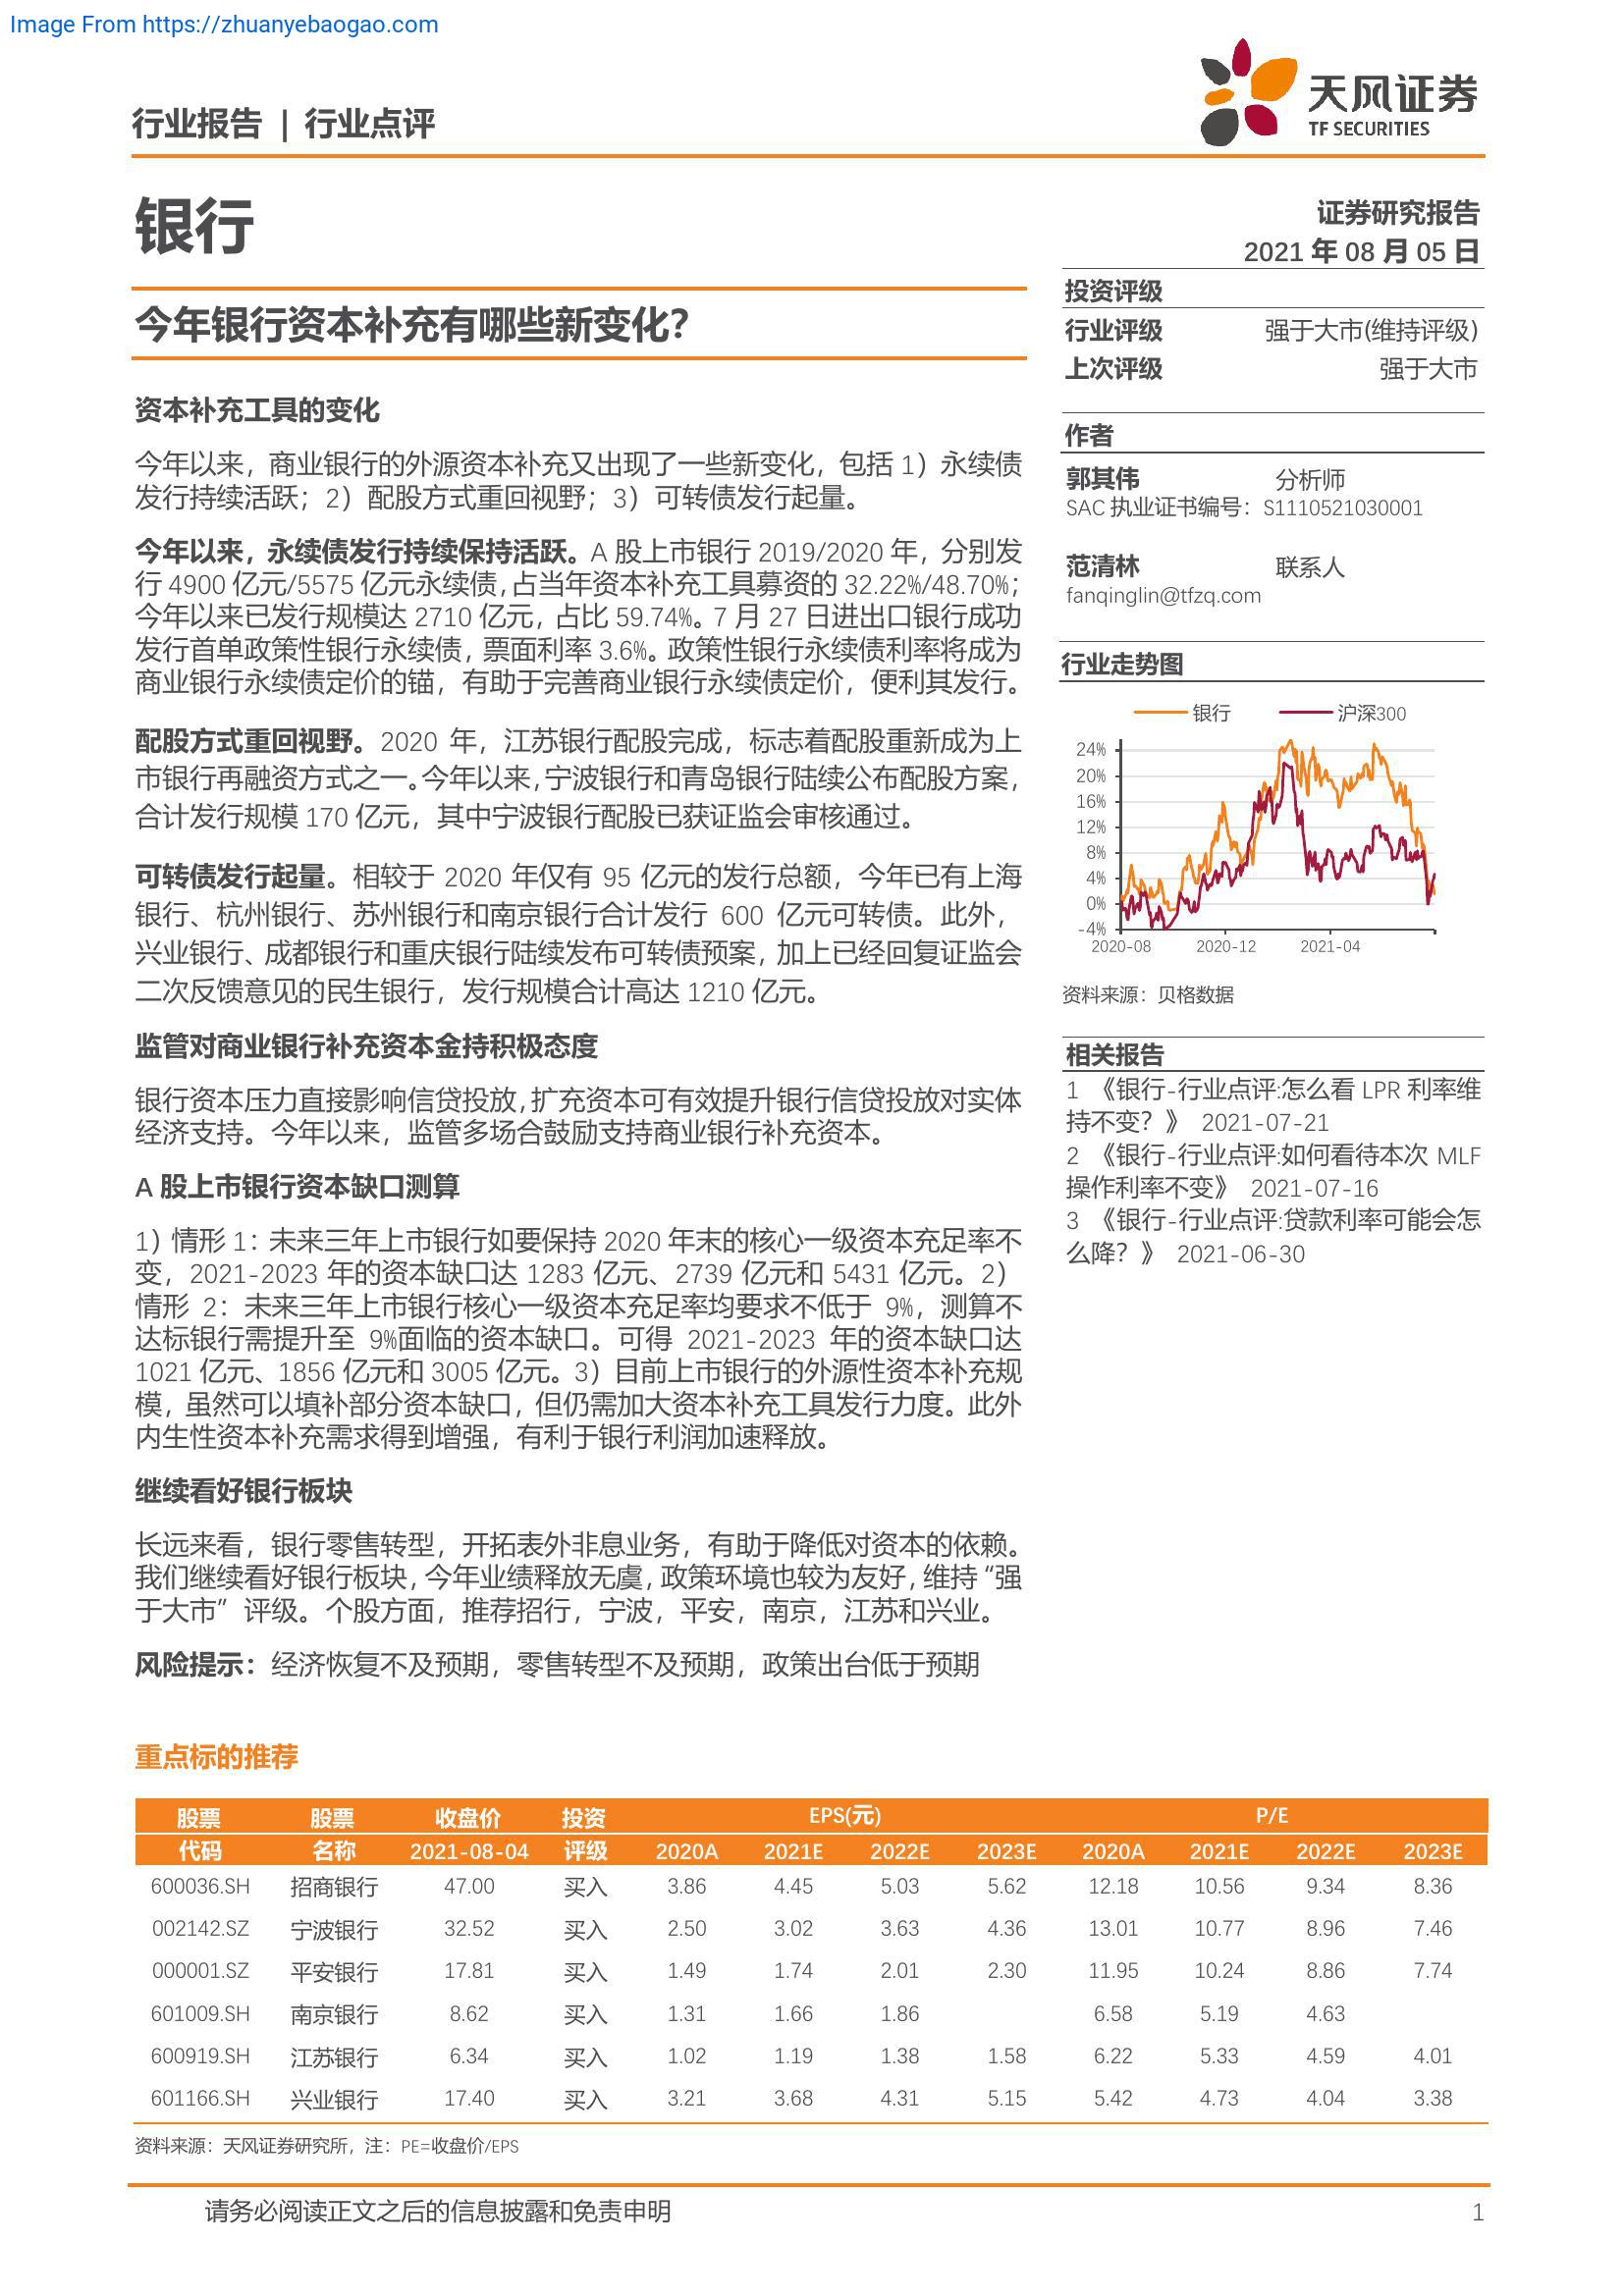 Image From https://zhuanyebaogao.com
天风证券
TF SECURITIES
行业报告 | 行业点评
银行
今年银行资本补充有哪些新变化?
资本补充工具的变化
今年以来，商业银行的外源资本补充又出现了一些新变化，包括 1）永续债
发行持续活跃；2）配股方式重回视野；3）可转债发行起量。
今年以来，永续债发行持续保持活跃。A 股上市银行 2019/2020 年，分别发
行 4900 亿元/5575 亿元永续债，占当年资本补充工具募资的 32.22%/48.70%；
今年以来已发行规模达 2710 亿元，占比 59.74%。7 月 27 日进出口银行成功
发行首单政策性银行永续债，票面利率 3.6%。政策性银行永续债利率将成为
商业银行永续债定价的锚，有助于完善商业银行永续债定价，便利其发行。
配股方式重回视野。2020 年，江苏银行配股完成，标志着配股重新成为上
市银行再融资方式之一。今年以来，宁波银行和青岛银行陆续公布配股方案，
合计发行规模 170 亿元，其中宁波银行配股已获证监会审核通过。
可转债发行起量。相较于 2020 年仅有 95 亿元的发行总额，今年已有上海
银行、杭州银行、苏州银行和南京银行合计发行 600 亿元可转债。此外，
兴业银行、成都银行和重庆银行陆续发布可转债预案，加上已经回复证监会
二次反馈意见的民生银行，发行规模合计高达 1210 亿元。
监管对商业银行补充资本金持积极态度
银行资本压力直接影响信贷投放，扩充资本可有效提升银行信贷投放对实体
经济支持。今年以来，监管多场合鼓励支持商业银行补充资本。
A 股上市银行资本缺口测算
1）情形 1：未来三年上市银行如要保持 2020 年末的核心一级资本充足率不
变，2021-2023 年的资本缺口达 1283 亿元、2739 亿元和 5431 亿元。2）
情形 2：未来三年上市银行核心一级资本充足率均要求不低于 9%，测算不
达标银行需提升至 9%面临的资本缺口。可得 2021-2023 年的资本缺口达
1021 亿元、1856 亿元和 3005 亿元。3）目前上市银行的外源性资本补充规
模，虽然可以填补部分资本缺口，但仍需加大资本补充工具发行力度。此外
内生性资本补充需求得到增强，有利于银行利润加速释放。
继续看好银行板块
长远来看，银行零售转型，开拓表外非息业务，有助于降低对资本的依赖。
我们继续看好银行板块，今年业绩释放无虞，政策环境也较为友好，维持 “强
于大市” 评级。个股方面，推荐招行，宁波，平安，南京，江苏和兴业。
风险提示：经济恢复不及预期，零售转型不及预期，政策出台低于预期
证券研究报告
2021 年 08 月 05 日
投资评级
行业评级 强于大市(维持评级)
上次评级 强于大市
作者
郭其伟 分析师
SAC 执业证书编号：S1110521030001
范清林 联系人
fanqinglin@tfzq.com
行业走势图
银行 沪深300
24%
20%
16%
12%
8%
4%
0%
-4%
2020-08 2020-12 2021-04
资料来源：贝格数据
相关报告
1 《银行-行业点评:怎么看 LPR 利率维
持不变？》 2021-07-21
2 《银行-行业点评:如何看待本次 MLF
操作利率不变》 2021-07-16
3 《银行-行业点评:贷款利率可能会怎
么降？》 2021-06-30
重点标的推荐
股票 股票 收盘价 投资 EPS(元) P/E
代码 名称 2021-08-04 评级 2020A 2021E 2022E 2023E 2020A 2021E 2022E 2023E
600036.SH 招商银行 47.00 买入 3.86 4.45 5.03 5.62 12.18 10.56 9.34 8.36
002142.SZ 宁波银行 32.52 买入 2.50 3.02 3.63 4.36 13.01 10.77 8.96 7.46
000001.SZ 平安银行 17.81 买入 1.49 1.74 2.01 2.30 11.95 10.24 8.86 7.74
601009.SH 南京银行 8.62 买入 1.31 1.66 1.86 6.58 5.19 4.63
600919.SH 江苏银行 6.34 买入 1.02 1.19 1.38 1.58 6.22 5.33 4.59 4.01
601166.SH 兴业银行 17.40 买入 3.21 3.68 4.31 5.15 5.42 4.73 4.04 3.38
资料来源：天风证券研究所，注：PE=收盘价/EPS
请务必阅读正文之后的信息披露和免责申明 1